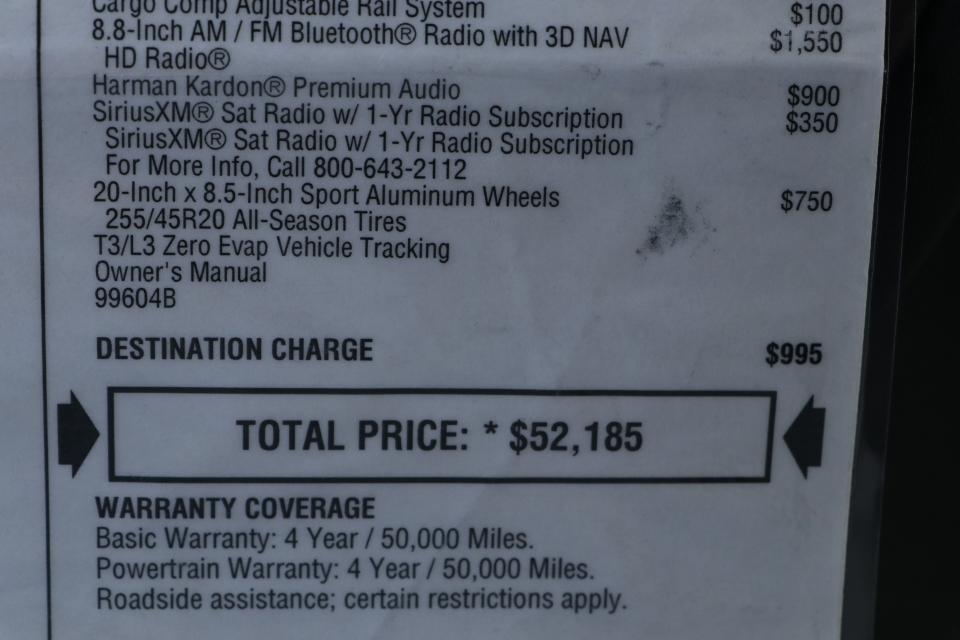 Cargo Comp Adjustable Rail System $100
8.8-Inch AM / FM Bluetooth® Radio with 3D NAV $1,550
HD Radio®
Harman Kardon® Premium Audio $900
SiriusXM® Sat Radio w/ 1-Yr Radio Subscription $350
SiriusXM® Sat Radio w/ 1-Yr Radio Subscription
For More Info, Call 800-643-2112
20-Inch x 8.5-Inch Sport Aluminum Wheels $750
255/45R20 All-Season Tires
T3/L3 Zero Evap Vehicle Tracking
Owner's Manual
99604B
DESTINATION CHARGE $995
TOTAL PRICE: * $52,185
WARRANTY COVERAGE
Basic Warranty: 4 Year / 50,000 Miles.
Powertrain Warranty: 4 Year / 50,000 Miles.
Roadside assistance; certain restrictions apply.